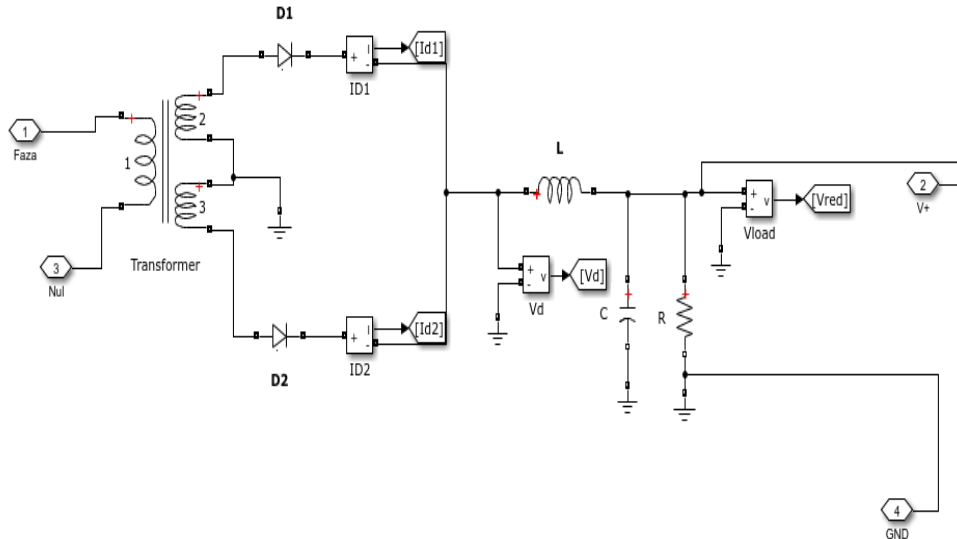 D1
[Id1]
ID1
1
Faza
1
2
3
L
2
V+
+
-
v
[Vred]
Vload
3
Nul
Transformer
+
-
v
[Vd]
Vd
C
R
+
I
-
[Id2]
ID2
D2
4
GND